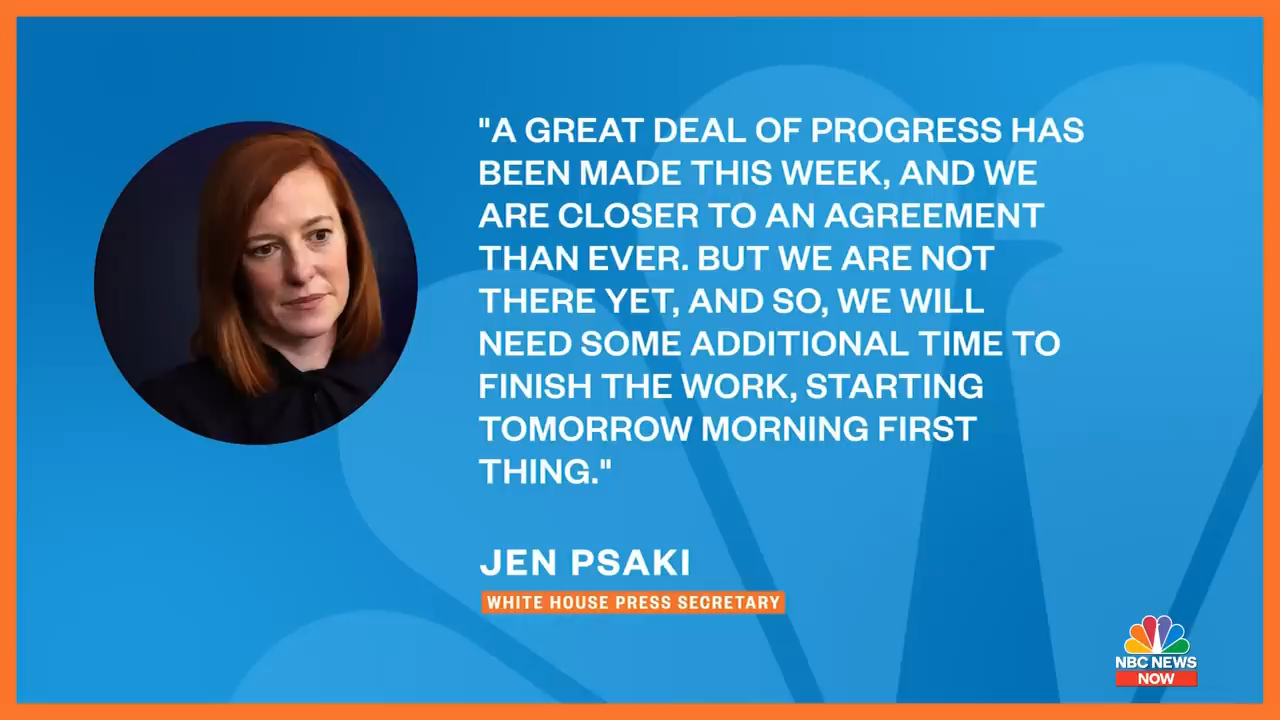 "A GREAT DEAL OF PROGRESS HAS
BEEN MADE THIS WEEK, AND WE
ARE CLOSER TO AN AGREEMENT
THAN EVER. BUT WE ARE NOT
THERE YET, AND SO, WE WILL
NEED SOME ADDITIONAL TIME TO
FINISH THE WORK, STARTING
TOMORROW MORNING FIRST
THING."
JEN PSAKI
WHITE HOUSE PRESS SECRETARY
NBC NEWS
NOW